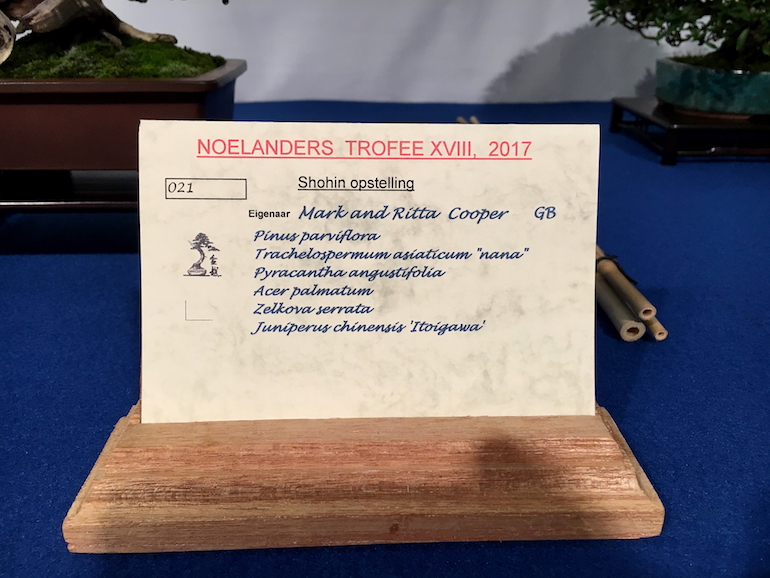 NOELANDERS TROFEE XVIII, 2017
021
Shohin opstelling
Eigenaar Mark and Ritta Cooper GB
Pinus parviflora
Trachelospermum asiaticum "nana"
Pyracantha angustifolia
Acer palmatum
Zelkova serrata
Juniperus chinensis 'Itoigawa'